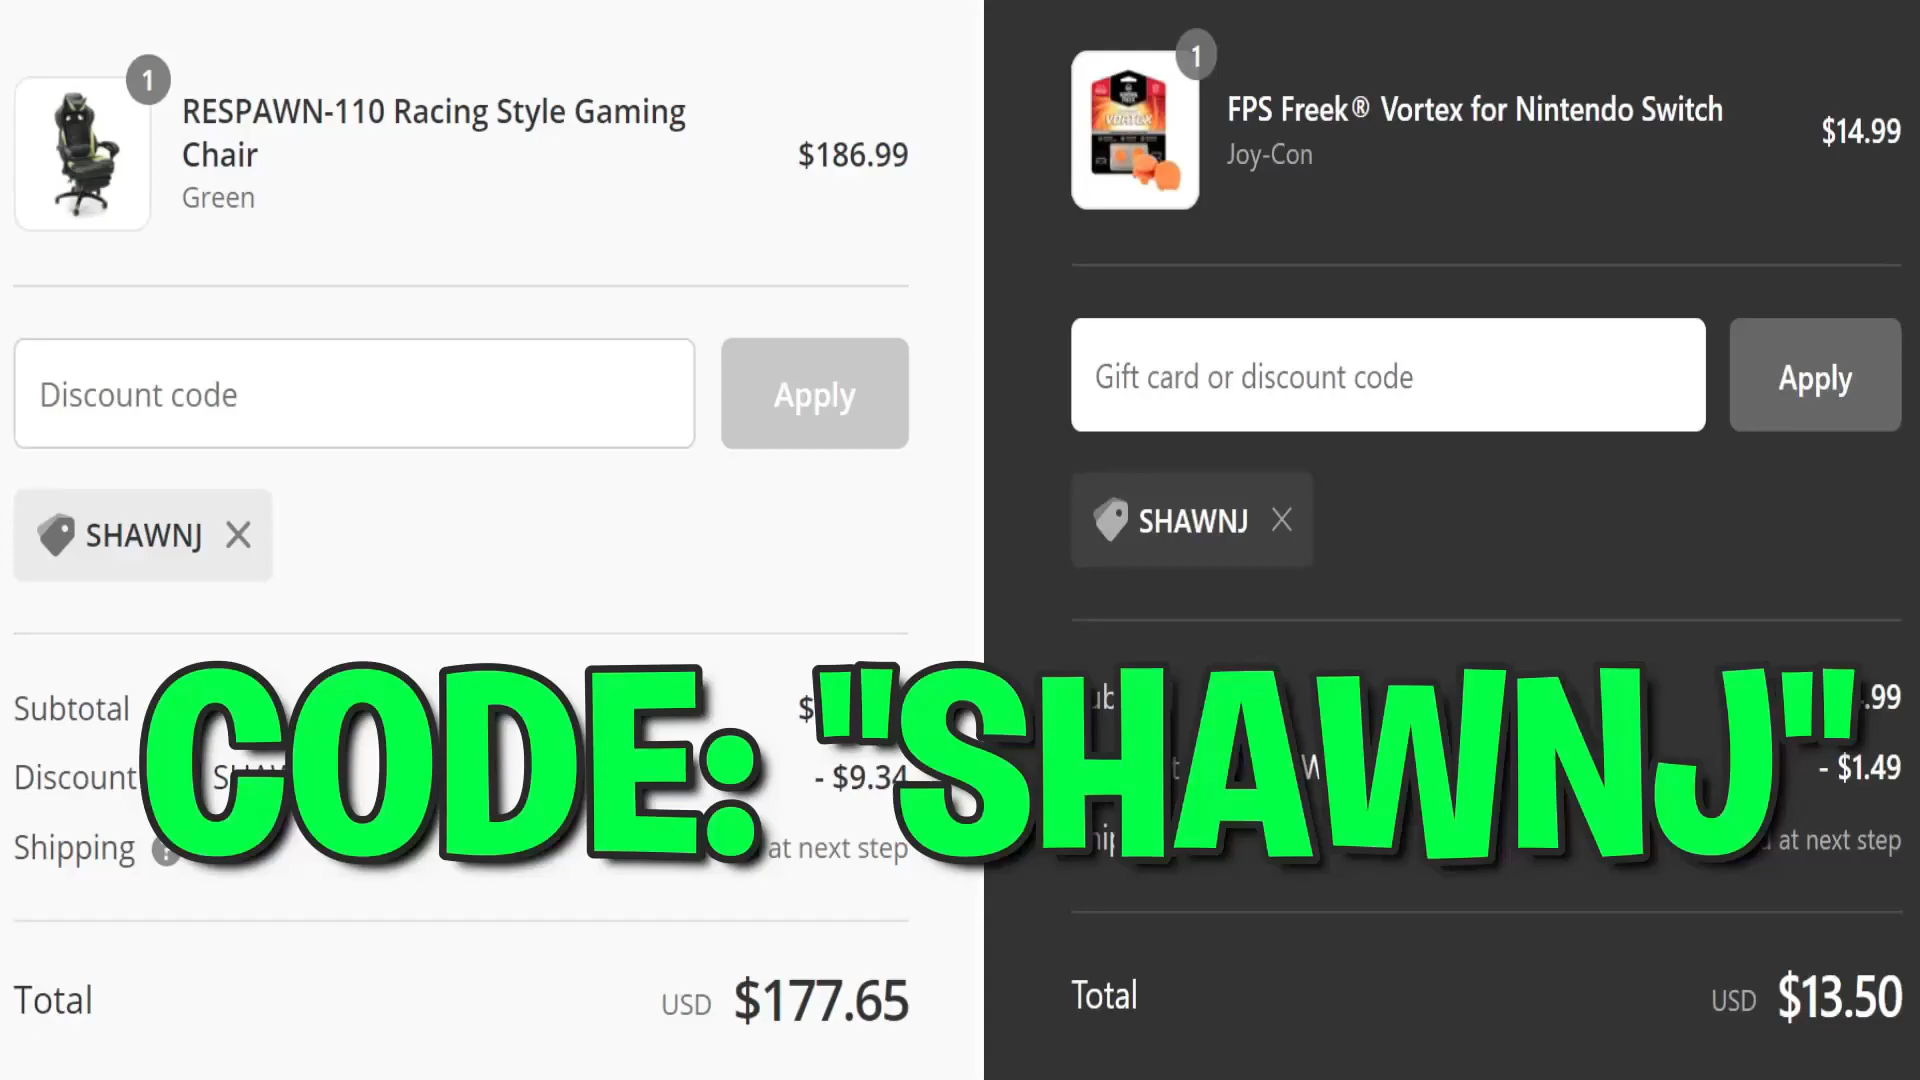 1
RESPAWN-110 Racing Style Gaming
Chair
Green
$186.99
Discount code
Apply
SHAWNJ
Subtotal
$
Discount
- $9.34
Shipping
at next step
Total
USD $177.65
1
VORTEX
FPS Freek® Vortex for Nintendo Switch
Joy-Con
$14.99
Gift card or discount code
Apply
SHAWNJ
.99
- $1.49
at next step
Total
USD $13.50
CODE: "SHAWNJ"